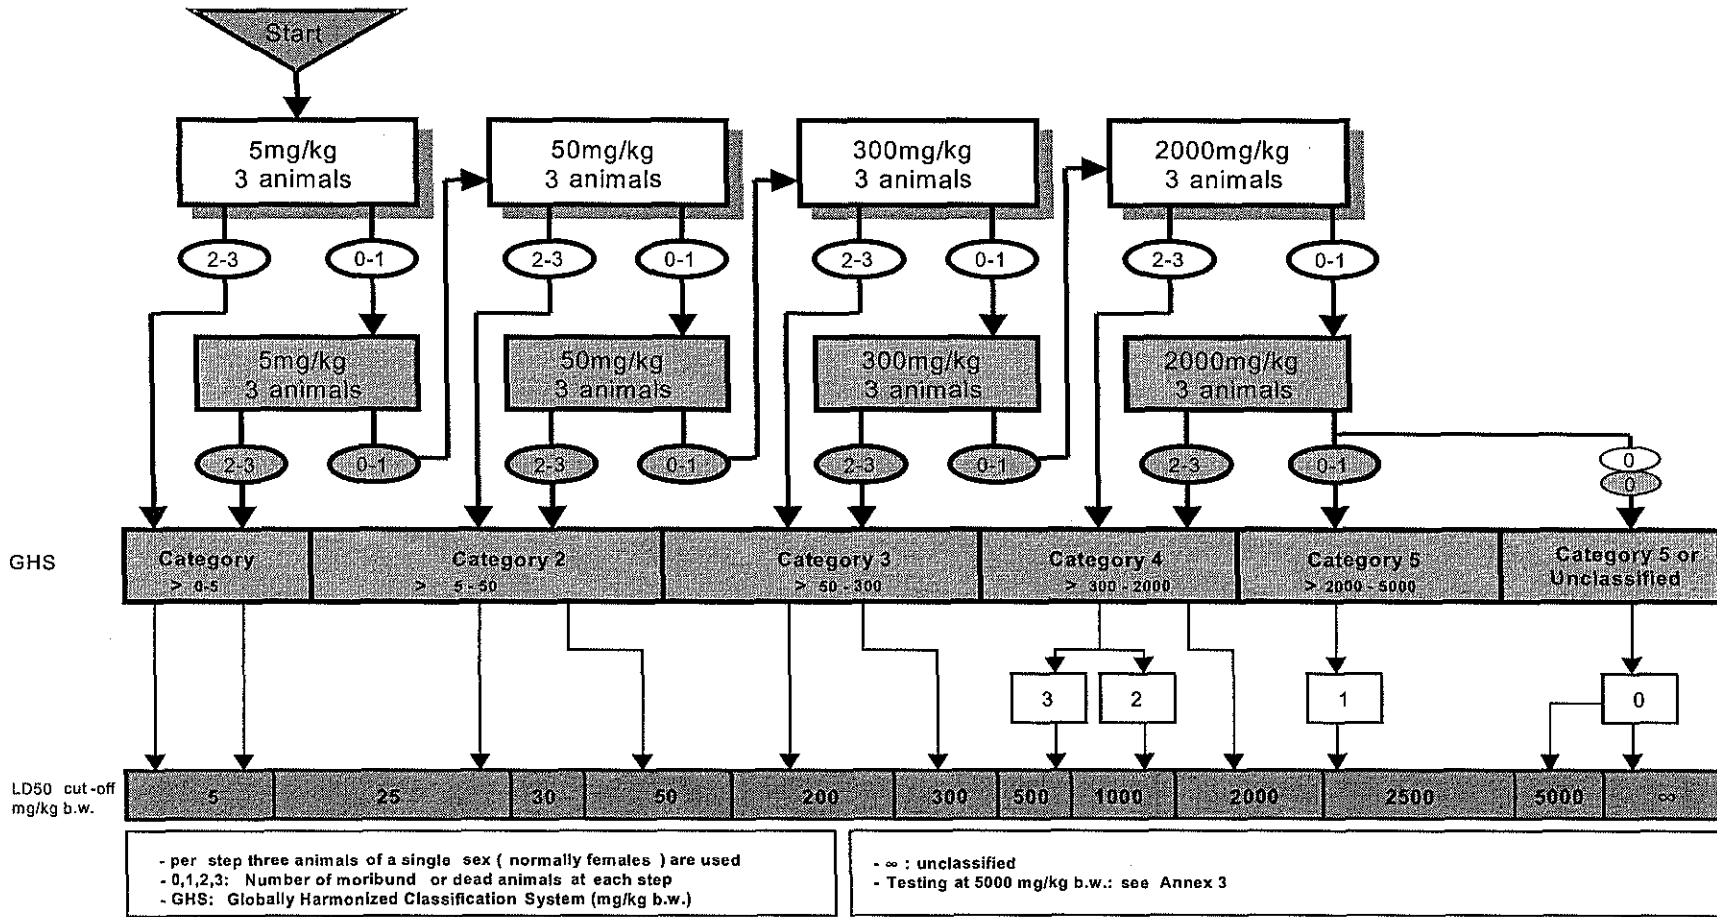 Start
5mg/kg
3 animals
50mg/kg
3 animals
300mg/kg
3 animals
2000mg/kg
3 animals
2-3
0-1
2-3
0-1
2-3
0-1
2-3
0-1
5mg/kg
3 animals
50mg/kg
3 animals
300mg/kg
3 animals
2000mg/kg
3 animals
2-3
0-1
2-3
0-1
2-3
0-1
2-3
0-1
0
0
GHS
Category
> 0-5
Category 2
> 5 - 50
Category 3
> 50 - 300
Category 4
> 300 - 2000
Category 5
> 2000 - 5000
Category 5 or
Unclassified
3
2
1
0
LD50 cut-off
mg/kg b.w.
5
25
30
50
200
300
500
1000
2000
2500
5000
∞
- per step three animals of a single sex ( normally females ) are used
- 0,1,2,3: Number of moribund or dead animals at each step
- GHS: Globally Harmonized Classification System (mg/kg b.w.)
- ∞ : unclassified
- Testing at 5000 mg/kg b.w.: see Annex 3